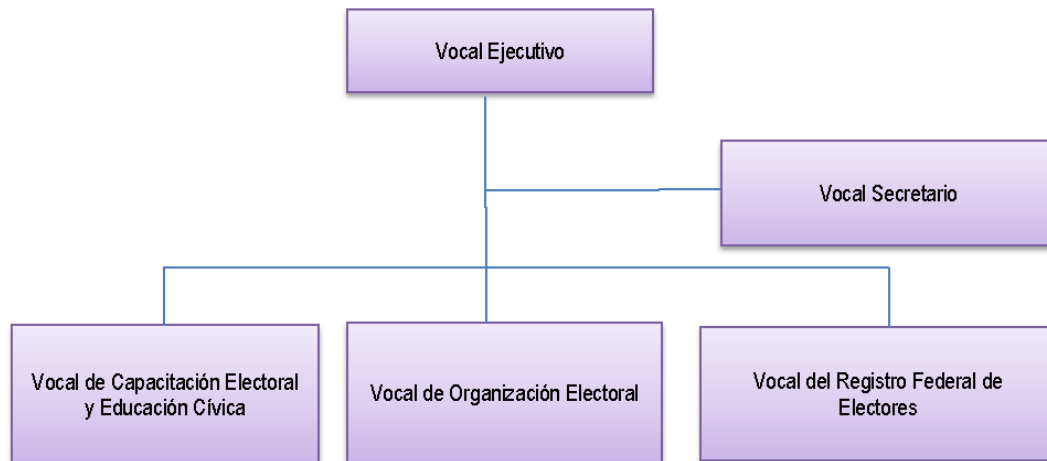 Vocal Ejecutivo
Vocal Secretario
Vocal de Capacitación Electoral
y Educación Cívica
Vocal de Organización Electoral
Vocal del Registro Federal de
Electores